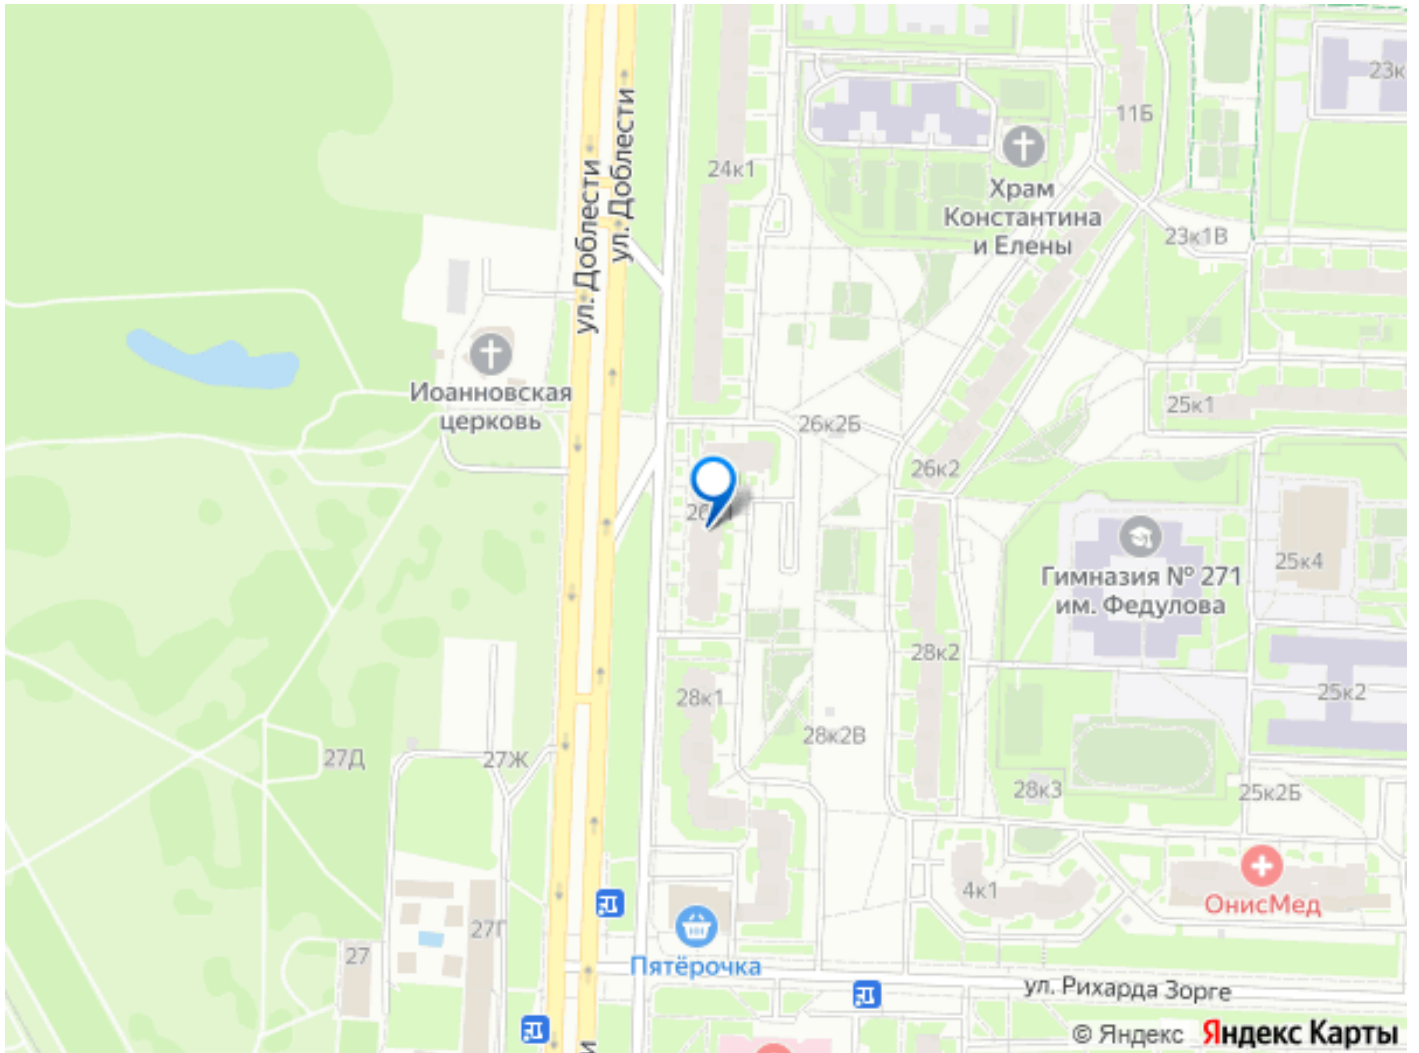 23к
11Б
24к1
ул. Доблести
ул. Доблести
Храм
Константина
и Елены
23к1В
Иоанновская
церковь
25к1
26к2Б
26к2
Гимназия № 271
им. Федулова
25к4
28к2
28к1
25к2
28к2В
27Д
27Ж
28к3
25к2Б
4к1
ОнисМед
27Г
27
Пятёрочка
ул. Рихарда Зорге
© Яндекс Яндекс Карты